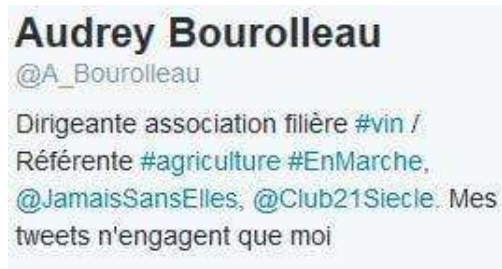 Audrey Bourolleau
@A_Bourolleau
Dirigeante association filière #vin /
Référente #agriculture #EnMarche,
@JamaisSansElles, @Club21Siecle. Mes
tweets n'engagent que moi